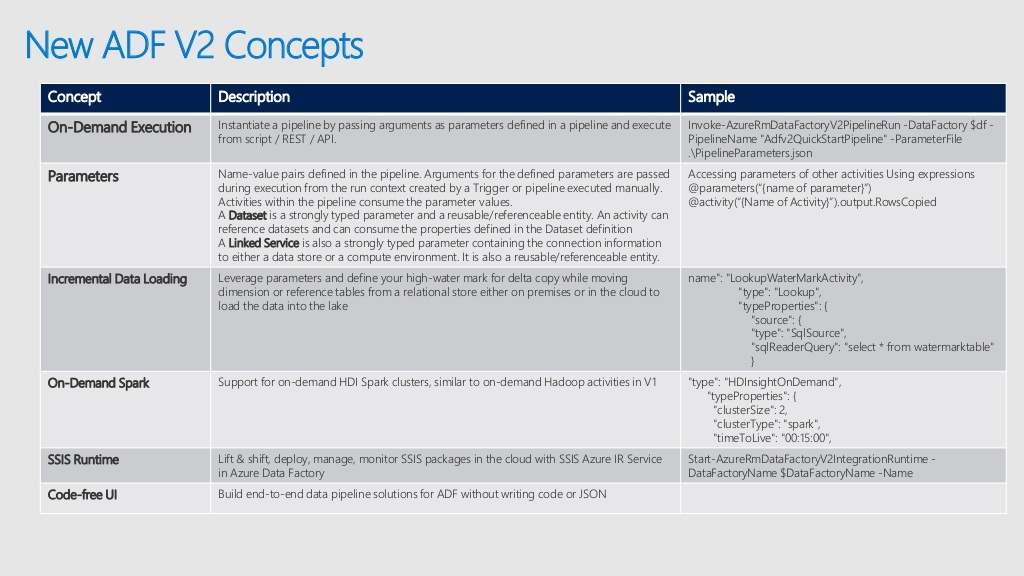 New ADF V2 Concepts
Concept
Description
Sample
On-Demand Execution
Instantiate a pipeline by passing arguments as parameters defined in a pipeline and execute
from script / REST / API.
Invoke-AzureRmDataFactoryV2PipelineRun -DataFactory $df -
PipelineName "Adfv2QuickStartPipeline" -ParameterFile
.\PipelineParameters.json
Parameters
Name-value pairs defined in the pipeline. Arguments for the defined parameters are passed
during execution from the run context created by a Trigger or pipeline executed manually.
Activities within the pipeline consume the parameter values.
A Dataset is a strongly typed parameter and a reusable/referenceable entity. An activity can
reference datasets and can consume the properties defined in the Dataset definition
A Linked Service is also a strongly typed parameter containing the connection information
to either a data store or a compute environment. It is also a reusable/referenceable entity.
Accessing parameters of other activities Using expressions
@parameters(“{name of parameter}”)
@activity(“{Name of Activity}”).output.RowsCopied
Incremental Data Loading
Leverage parameters and define your high-water mark for delta copy while moving
dimension or reference tables from a relational store either on premises or in the cloud to
load the data into the lake
name": "LookupWaterMarkActivity",
"type": "Lookup",
"typeProperties": {
"source": {
"type": "SqlSource",
"sqlReaderQuery": "select * from watermarktable"
}
On-Demand Spark
Support for on-demand HDI Spark clusters, similar to on-demand Hadoop activities in V1
"type": "HDInsightOnDemand",
"typeProperties": {
"clusterSize": 2,
"clusterType": "spark",
"timeToLive": "00:15:00",
SSIS Runtime
Lift & shift, deploy, manage, monitor SSIS packages in the cloud with SSIS Azure IR Service
in Azure Data Factory
Start-AzureRmDataFactoryV2IntegrationRuntime -
DataFactoryName $DataFactoryName -Name
Code-free UI
Build end-to-end data pipeline solutions for ADF without writing code or JSON